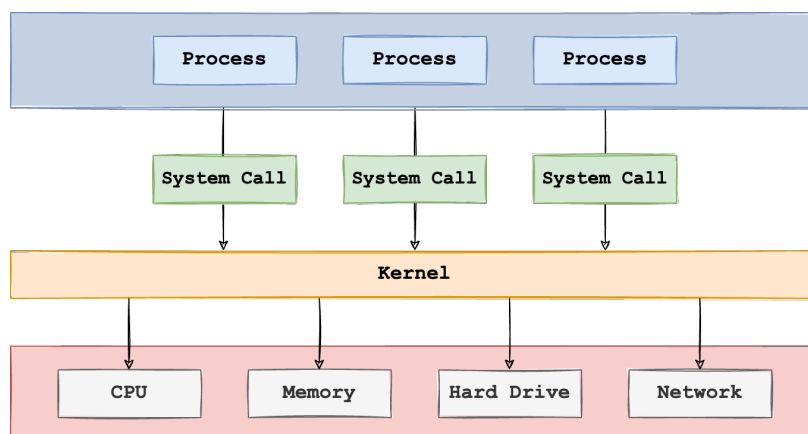 Process
Process
Process
System Call
System Call
System Call
Kernel
CPU
Memory
Hard Drive
Network